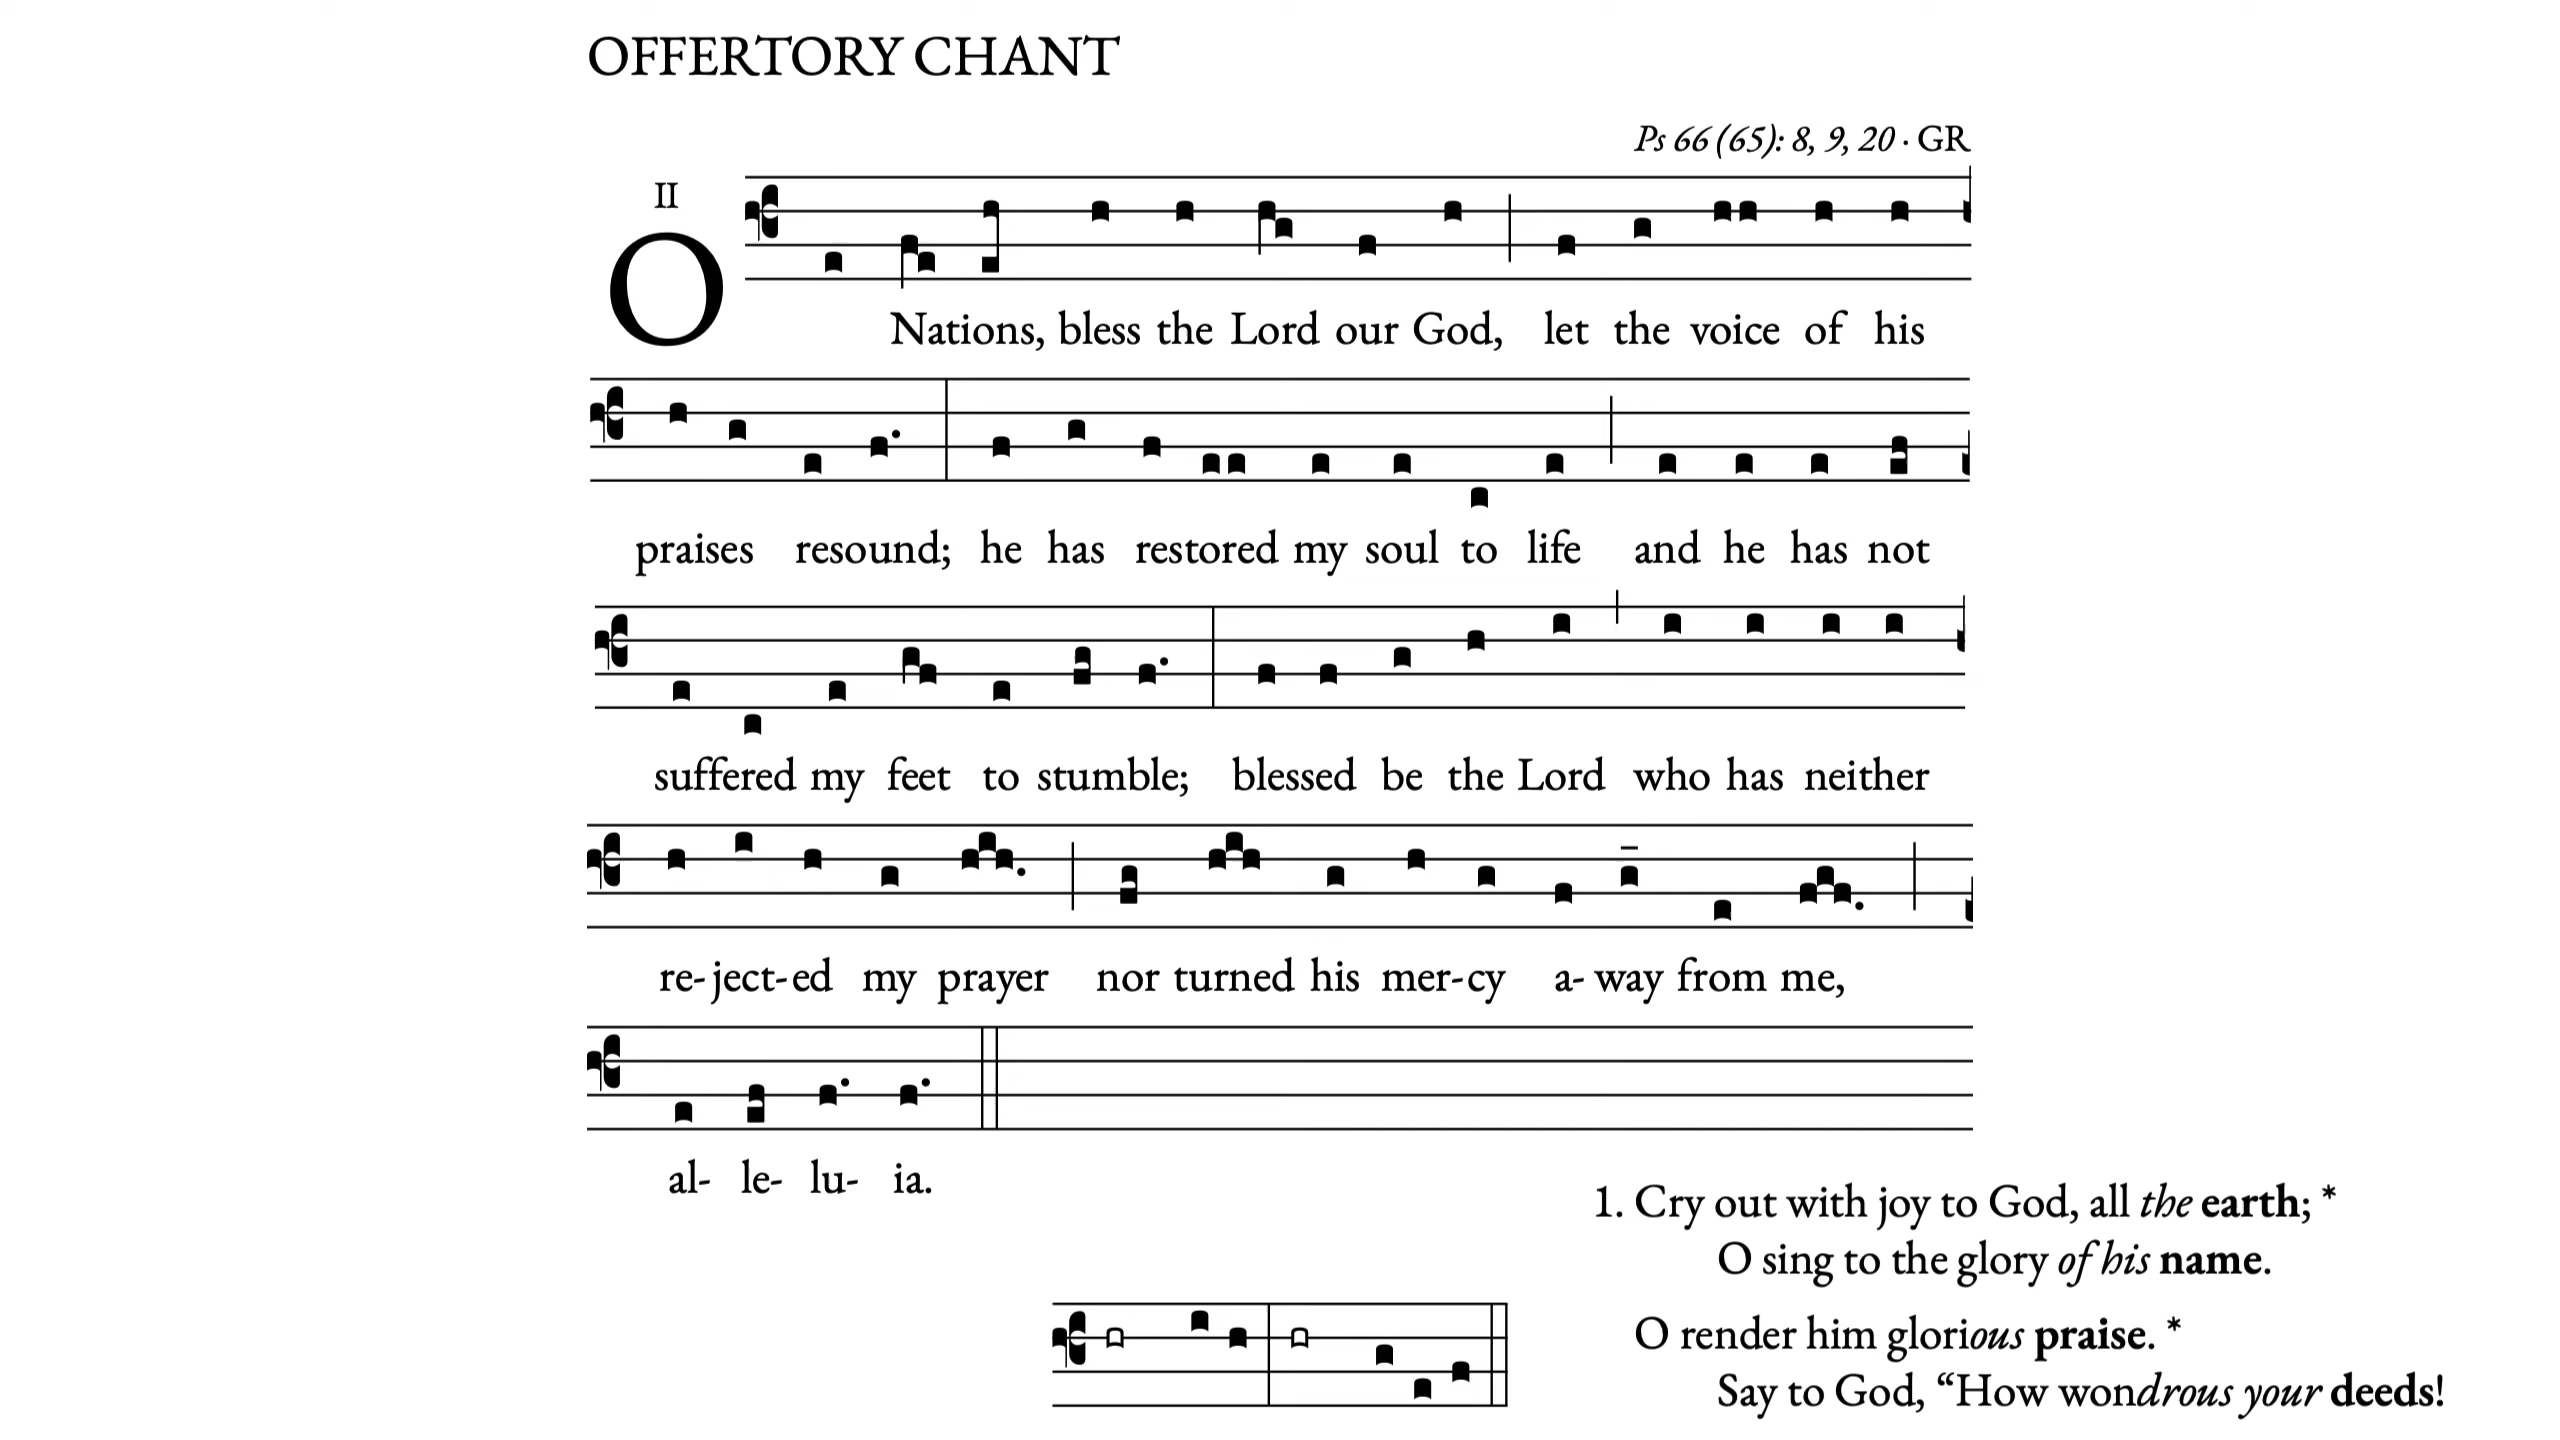 OFFERTORY CHANT
Ps 66 (65): 8, 9, 20 · GR
II
O Nations, bless the Lord our God, let the voice of his
praises resound; he has restored my soul to life and he has not
suffered my feet to stumble; blessed be the Lord who has neither
re-ject-ed my prayer nor turned his mer-cy a-way from me,
al- le- lu- ia.
1. Cry out with joy to God, all the earth; *
O sing to the glory of his name.
O render him glorious praise. *
Say to God, “How wondrous your deeds!